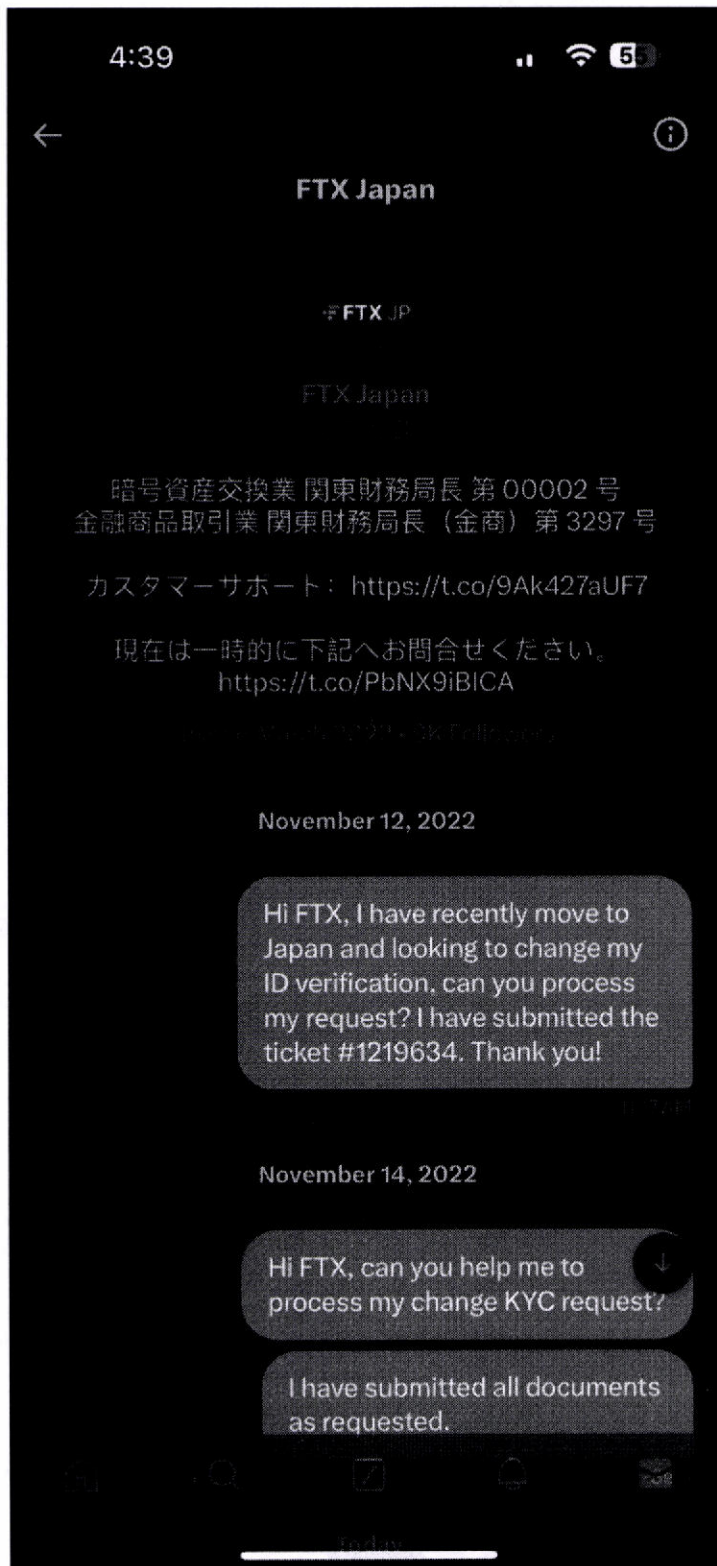 4:39
FTX Japan
FTX JP
FTX Japan
暗号資産交換業 関東財務局長 第 00002 号
金融商品取引業 関東財務局長（金商）第 3297 号
カスタマーサポート： https://t.co/9Ak427aUF7
現在は一時的に下記へお問合せください。
https://t.co/PbNX9iBICA
November 12, 2022
Hi FTX, I have recently move to
Japan and looking to change my
ID verification, can you process
my request? I have submitted the
ticket #1219634. Thank you!
November 14, 2022
Hi FTX, can you help me to
process my change KYC request?
I have submitted all documents
as requested.
Today